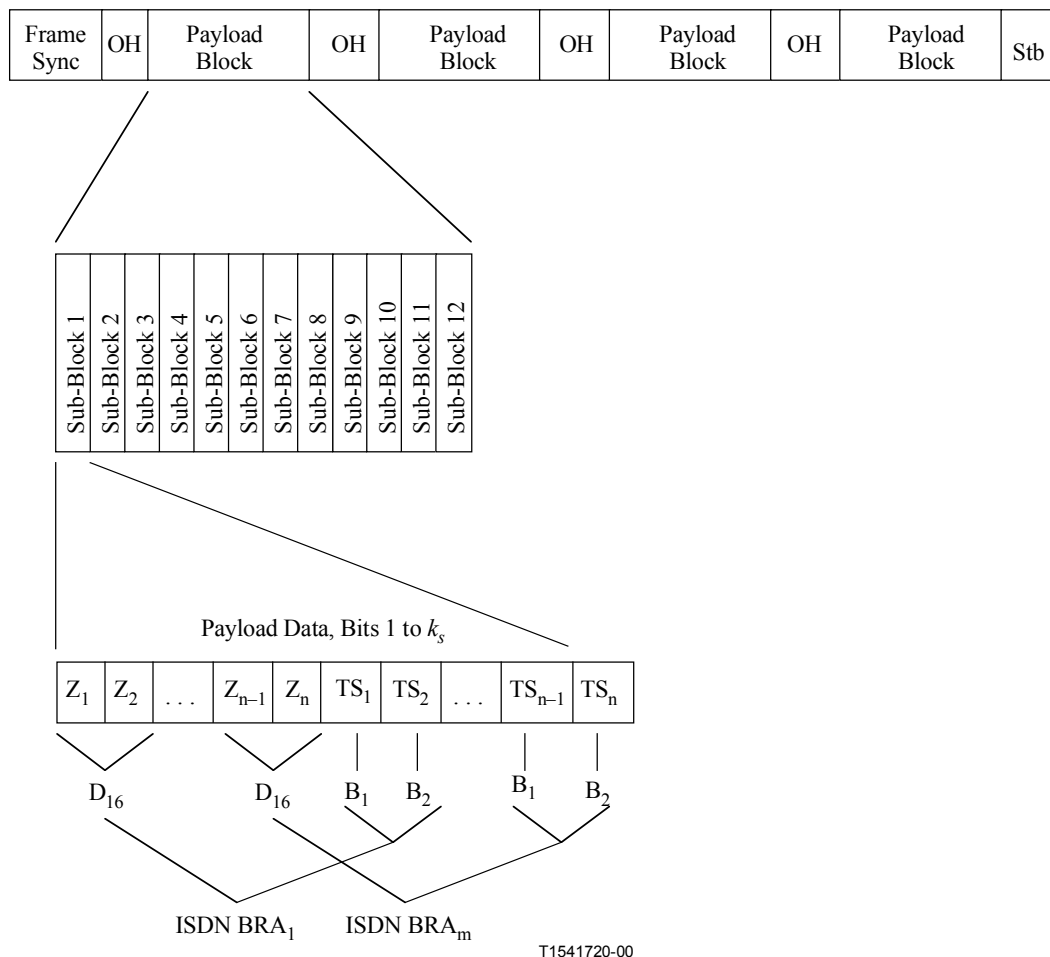 Frame Sync OH Payload Block OH Payload Block OH Payload Block OH Payload Block Stb
Sub-Block 1
Sub-Block 2
Sub-Block 3
Sub-Block 4
Sub-Block 5
Sub-Block 6
Sub-Block 7
Sub-Block 8
Sub-Block 9
Sub-Block 10
Sub-Block 11
Sub-Block 12
Payload Data, Bits 1 to kₛ
Z₁ Z₂ . . . Zₙ₋₁ Zₙ TS₁ TS₂ . . . TSₙ₋₁ TSₙ
D₁₆ D₁₆ B₁ B₂ B₁ B₂
ISDN BRA₁ ISDN BRAₘ
T1541720-00